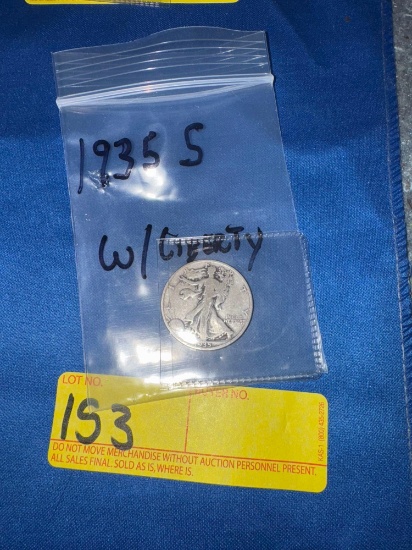 1935 S
W/ LIBERTY
LOT NO.
153
DO NOT MOVE MERCHANDISE WITHOUT AUCTION PERSONNEL PRESENT.
ALL SALES FINAL. SOLD AS IS, WHERE IS.